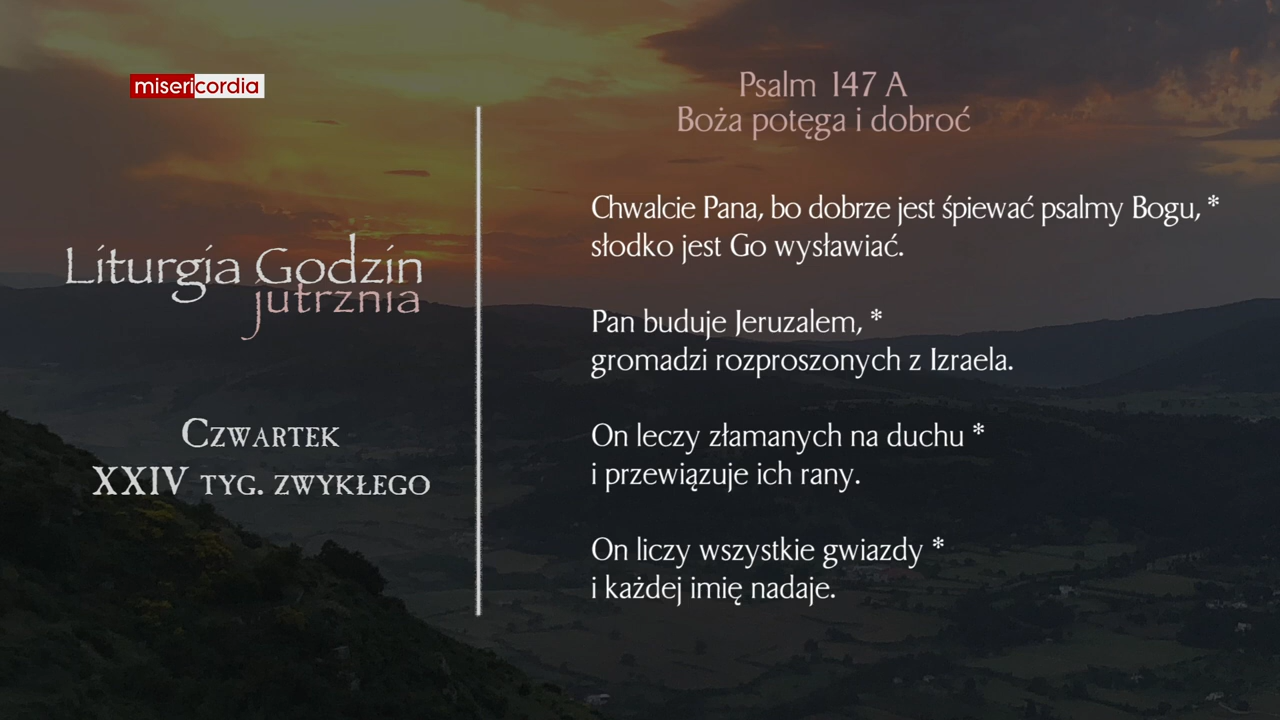 misericordia
Liturgia Godzin
jutrznia
Czwartek
XXIV tyg. zwykłego
Psalm 147 A
Boża potęga i dobroć
Chwalcie Pana, bo dobrze jest śpiewać psalmy Bogu, *
słodko jest Go wysławiać.
Pan buduje Jeruzalem, *
gromadzi rozproszonych z Izraela.
On leczy złamanych na duchu *
i przewiązuje ich rany.
On liczy wszystkie gwiazdy *
i każdej imię nadaje.